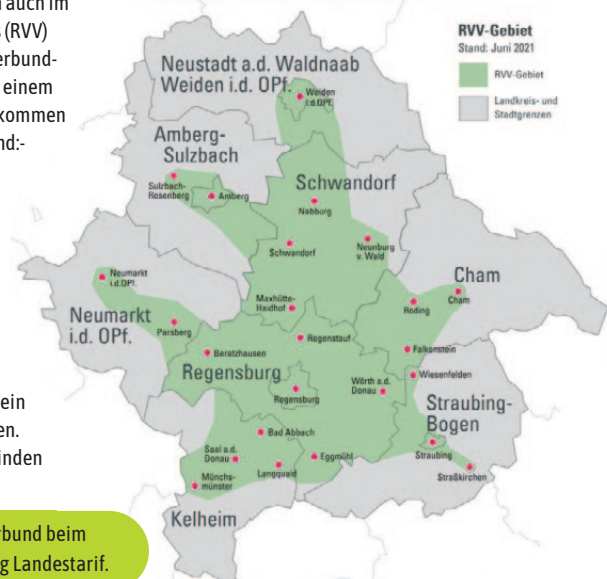 auch im
(RVV)
erbund-
einem
kommen
nd:-
ein
en.
inden
rbund beim
g Landestarif.
RVV-Gebiet
Stand: Juni 2021
RVV-Gebiet
Landkreis- und
Stadtgrenzen
Neustadt a.d. Waldnaab
Weiden i.d. OPf.
Weiden
i.d.OPf.
Amberg-
Sulzbach
Sulzbach-
Rosenberg
Amberg
Schwandorf
Nabburg
Schwandorf
Neunburg
v. Wald
Cham
Cham
Roding
Neumarkt
i.d.OPf.
Neumarkt
i.d. OPf.
Parsberg
Maxhütte-
Haidhof
Regenstauf
Beratzhausen
Falkenstein
Wiesenfelden
Regensburg
Regensburg
Wörth a.d.
Donau
Straubing-
Bogen
Straubing
Straßkirchen
Bad Abbach
Saal a.d.
Donau
Eggmühl
Langquaid
Münchs-
münster
Kelheim